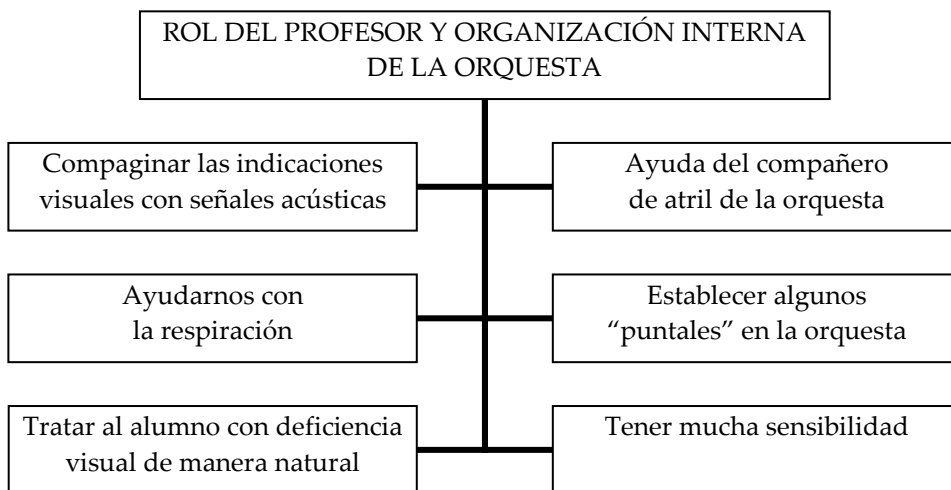 ROL DEL PROFESOR Y ORGANIZACIÓN INTERNA
DE LA ORQUESTA
Compaginar las indicaciones
visuales con señales acústicas
Ayuda del compañero
de atril de la orquesta
Ayudarnos con
la respiración
Establecer algunos
“puntales” en la orquesta
Tratar al alumno con deficiencia
visual de manera natural
Tener mucha sensibilidad